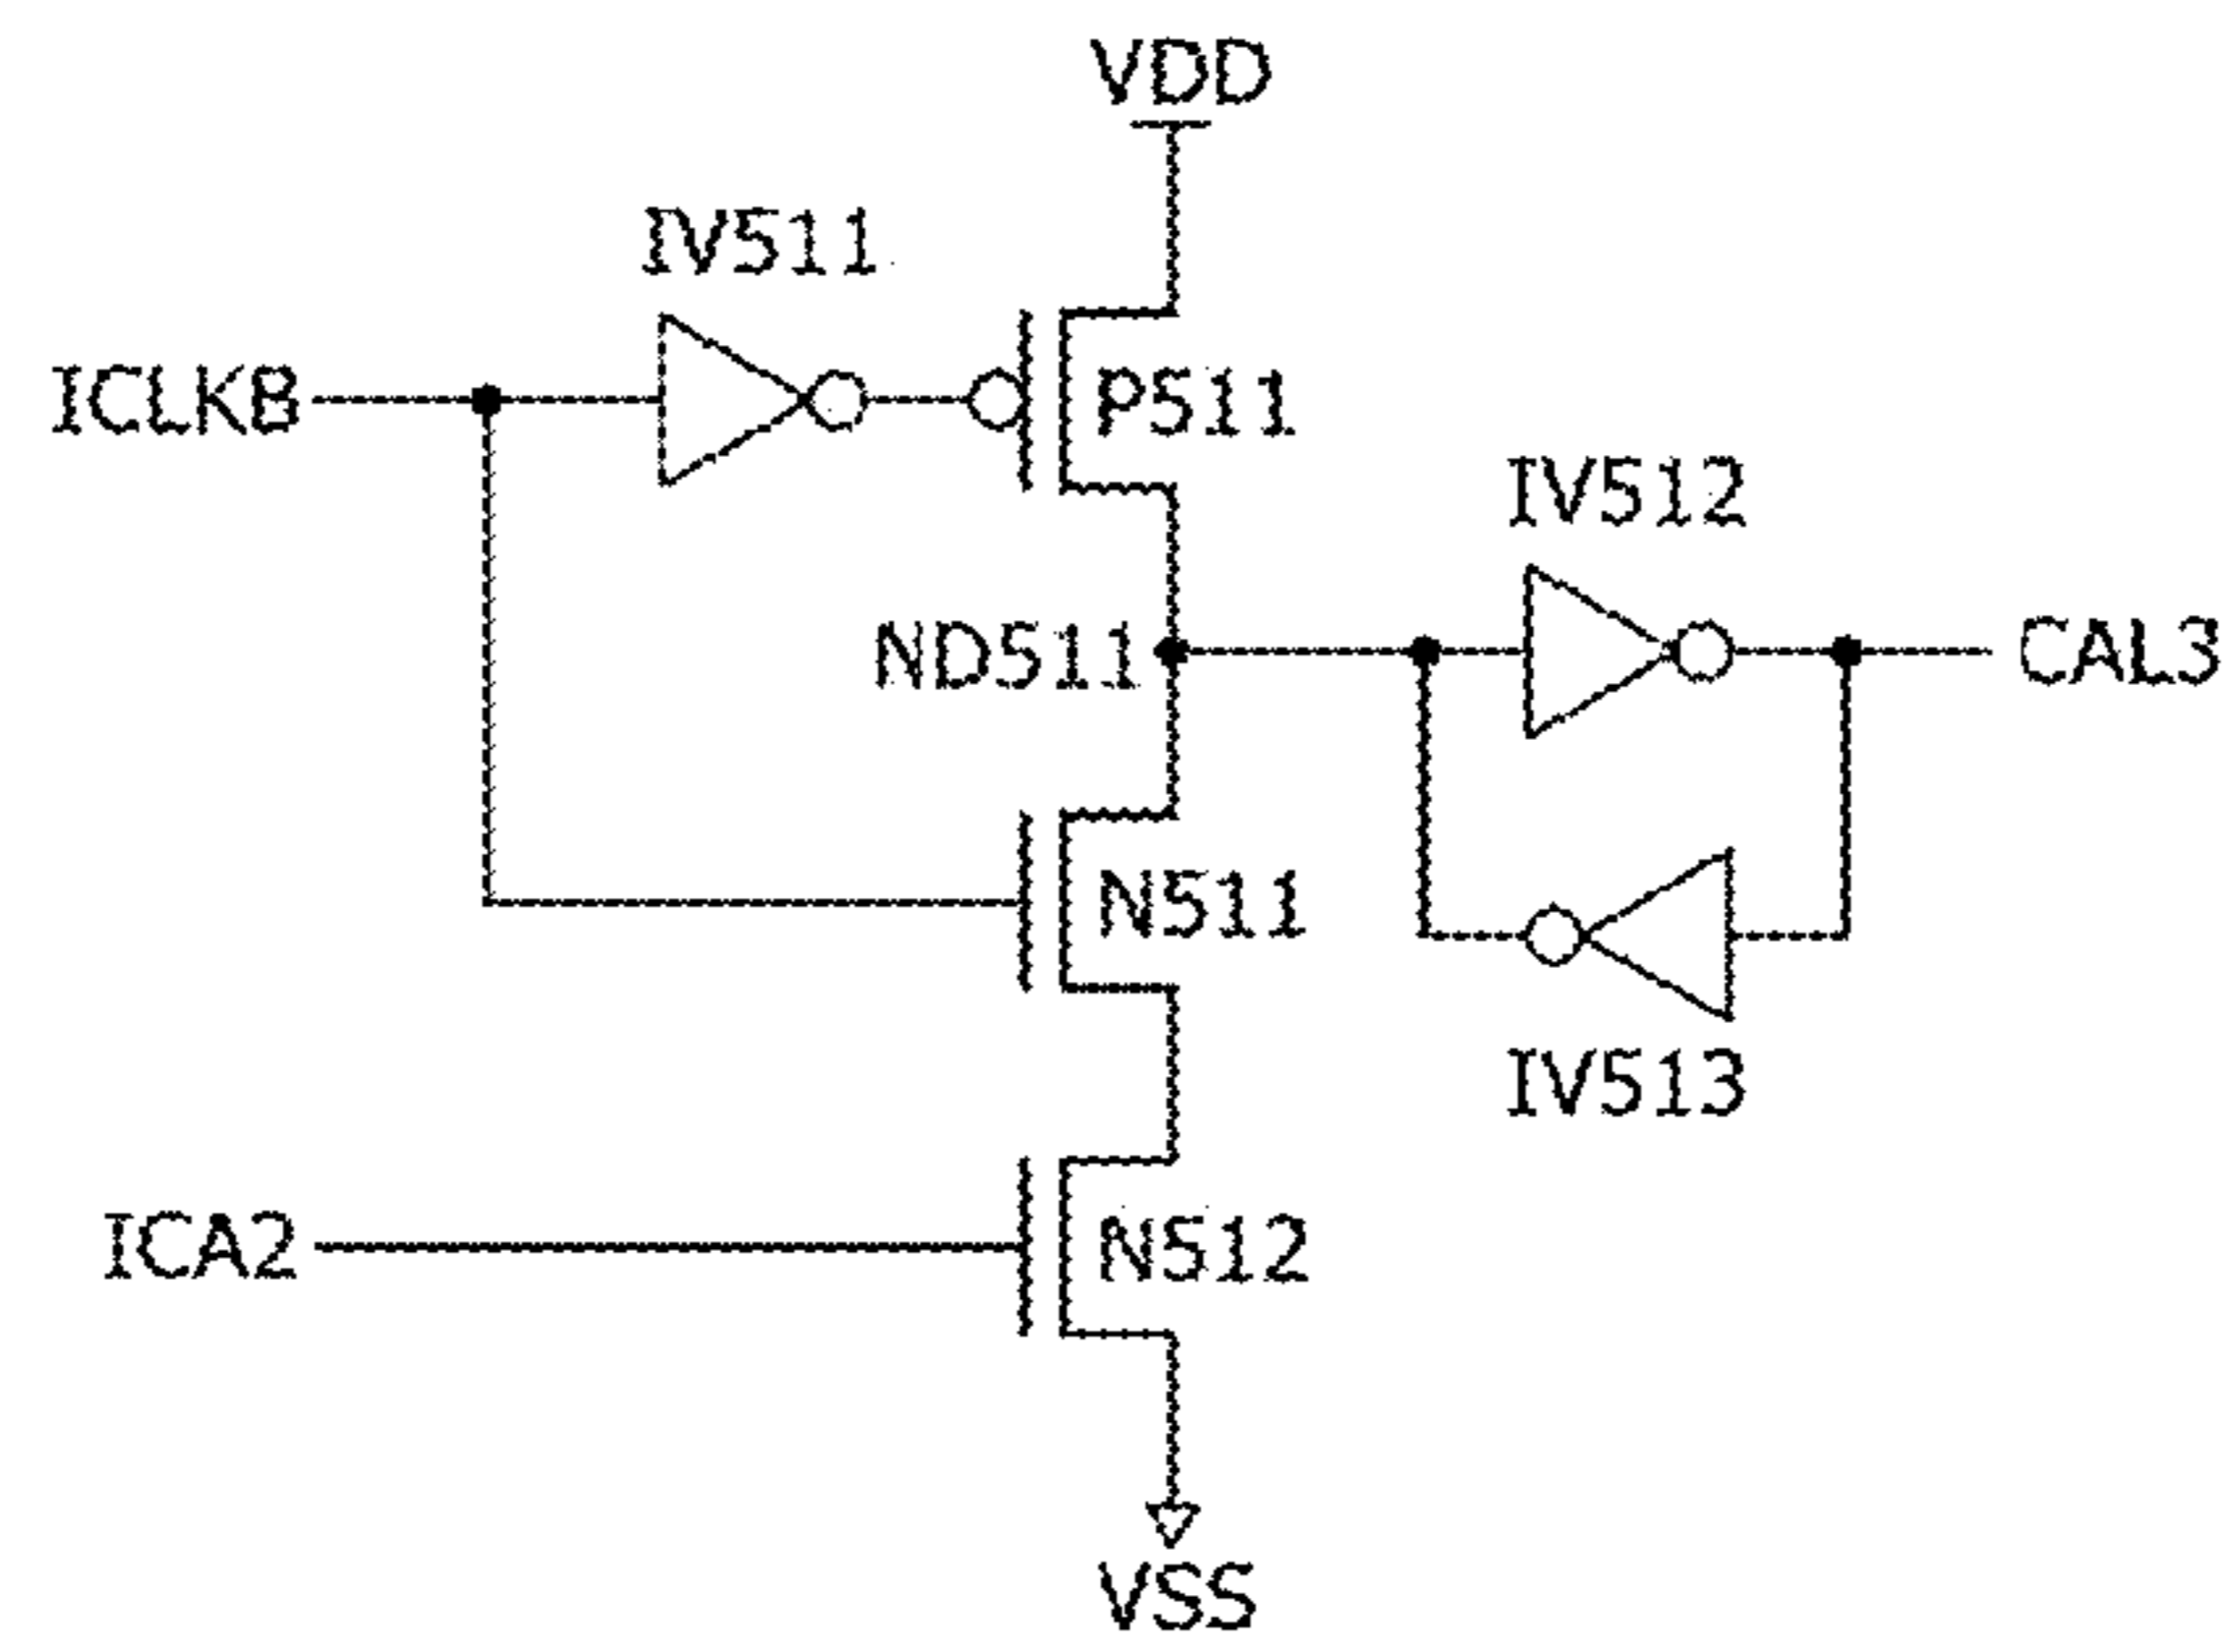 VDD
IV511
ICLKB
P511
IV512
ND511
CAL3
N511
IV513
ICA2
N512
VSS